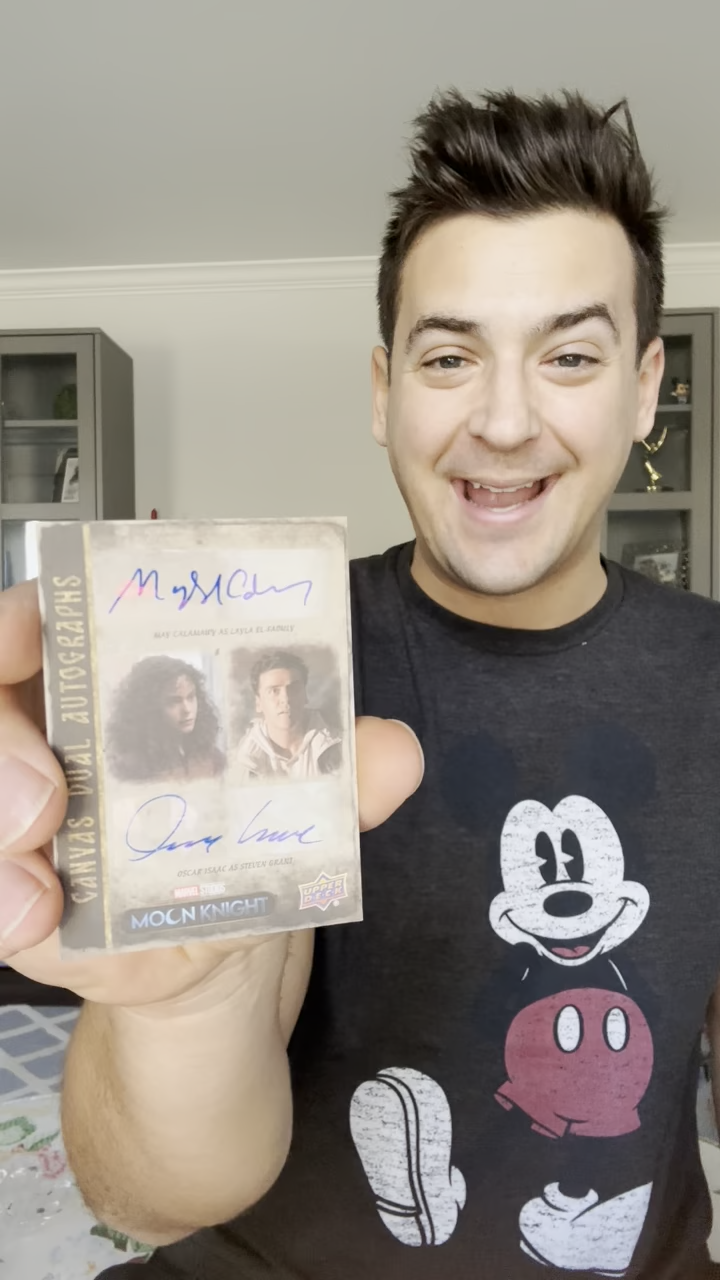 CANVAS DUAL AUTOGRAPHS
MAY CALAMAWY AS LAYLA EL-FAOULY
OSCAR ISAAC AS STEVEN GRANT
MARVEL STUDIOS
MOON KNIGHT
UPPER DECK